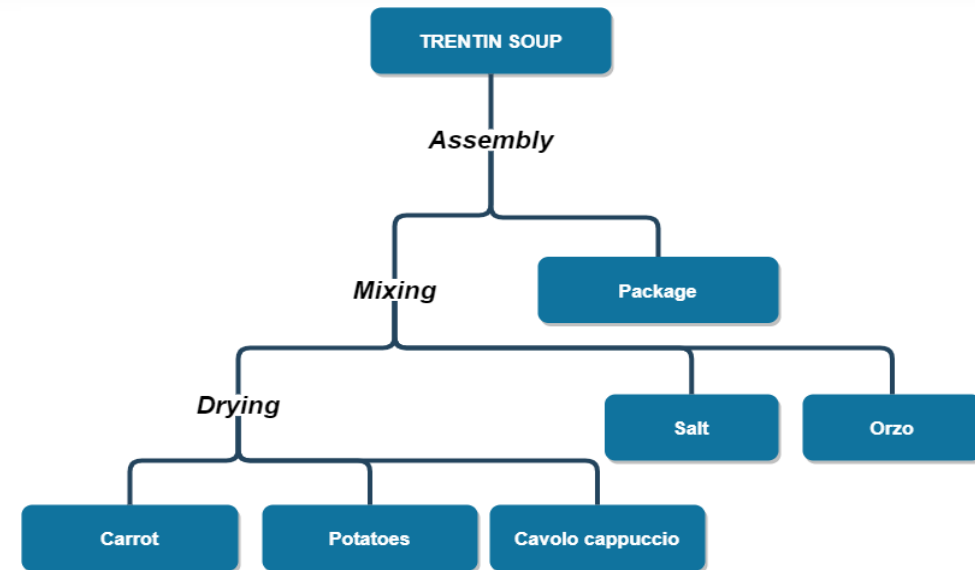 TRENTIN SOUP
Assembly
Mixing
Package
Drying
Salt
Orzo
Carrot
Potatoes
Cavolo cappuccio